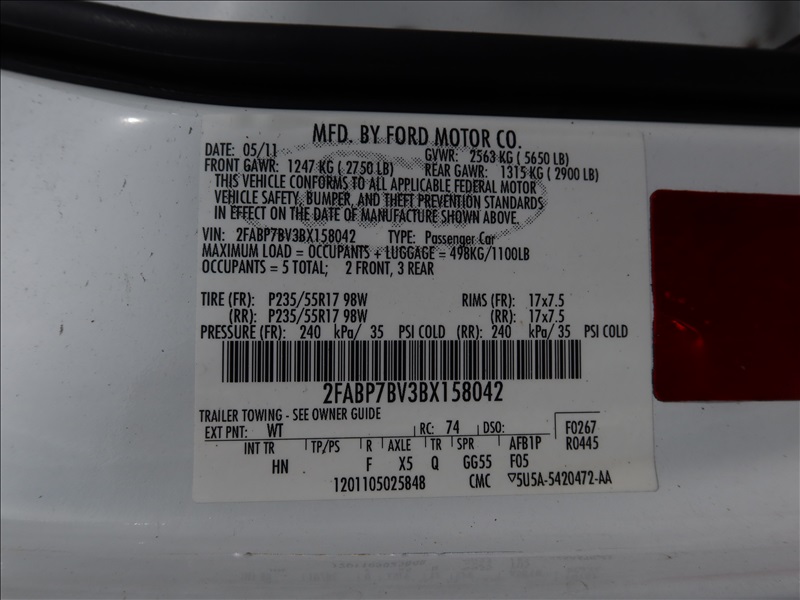 MFD. BY FORD MOTOR CO.
DATE: 05/11 GVWR: 2563 KG ( 5650 LB)
FRONT GAWR: 1247 KG ( 2750 LB) REAR GAWR: 1315 KG ( 2900 LB)
THIS VEHICLE CONFORMS TO ALL APPLICABLE FEDERAL MOTOR
VEHICLE SAFETY, BUMPER, AND THEFT PREVENTION STANDARDS
IN EFFECT ON THE DATE OF MANUFACTURE SHOWN ABOVE.
VIN: 2FABP7BV3BX158042 TYPE: Passenger Car
MAXIMUM LOAD = OCCUPANTS + LUGGAGE = 498KG/1100LB
OCCUPANTS = 5 TOTAL; 2 FRONT, 3 REAR
TIRE (FR): P235/55R17 98W RIMS (FR): 17x7.5
(RR): P235/55R17 98W (RR): 17x7.5
PRESSURE (FR): 240 kPa/ 35 PSI COLD (RR): 240 kPa/ 35 PSI COLD
2FABP7BV3BX158042
TRAILER TOWING - SEE OWNER GUIDE
EXT PNT: WT RC: 74 DSO: F0267
INT TR TP/PS R AXLE TR SPR AFB1P R0445
HN F X5 Q GG55 F05
1201105025848 CMC ▽5U5A-5420472-AA